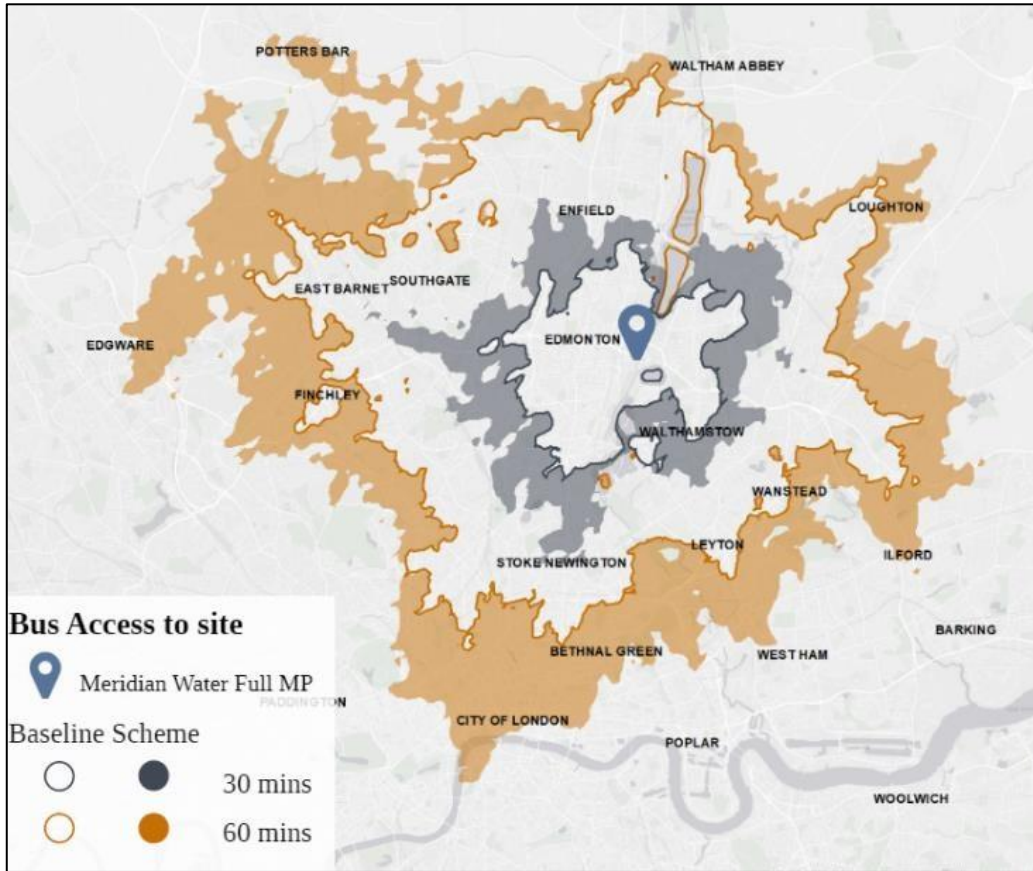 POTTERS BAR
WALTHAM ABBEY
ENFIELD
LOUGHTON
SOUTHGATE
EAST BARNET
EDMONTON
EDGWARE
FINCHLEY
WALTHAMSTOW
WANSTEAD
LEYTON
ILFORD
STOKE NEWINGTON
BARKING
BETHNAL GREEN
WEST HAM
PADDINGTON
CITY OF LONDON
POPLAR
WOOLWICH
Bus Access to site
Meridian Water Full MP
Baseline Scheme
30 mins
60 mins